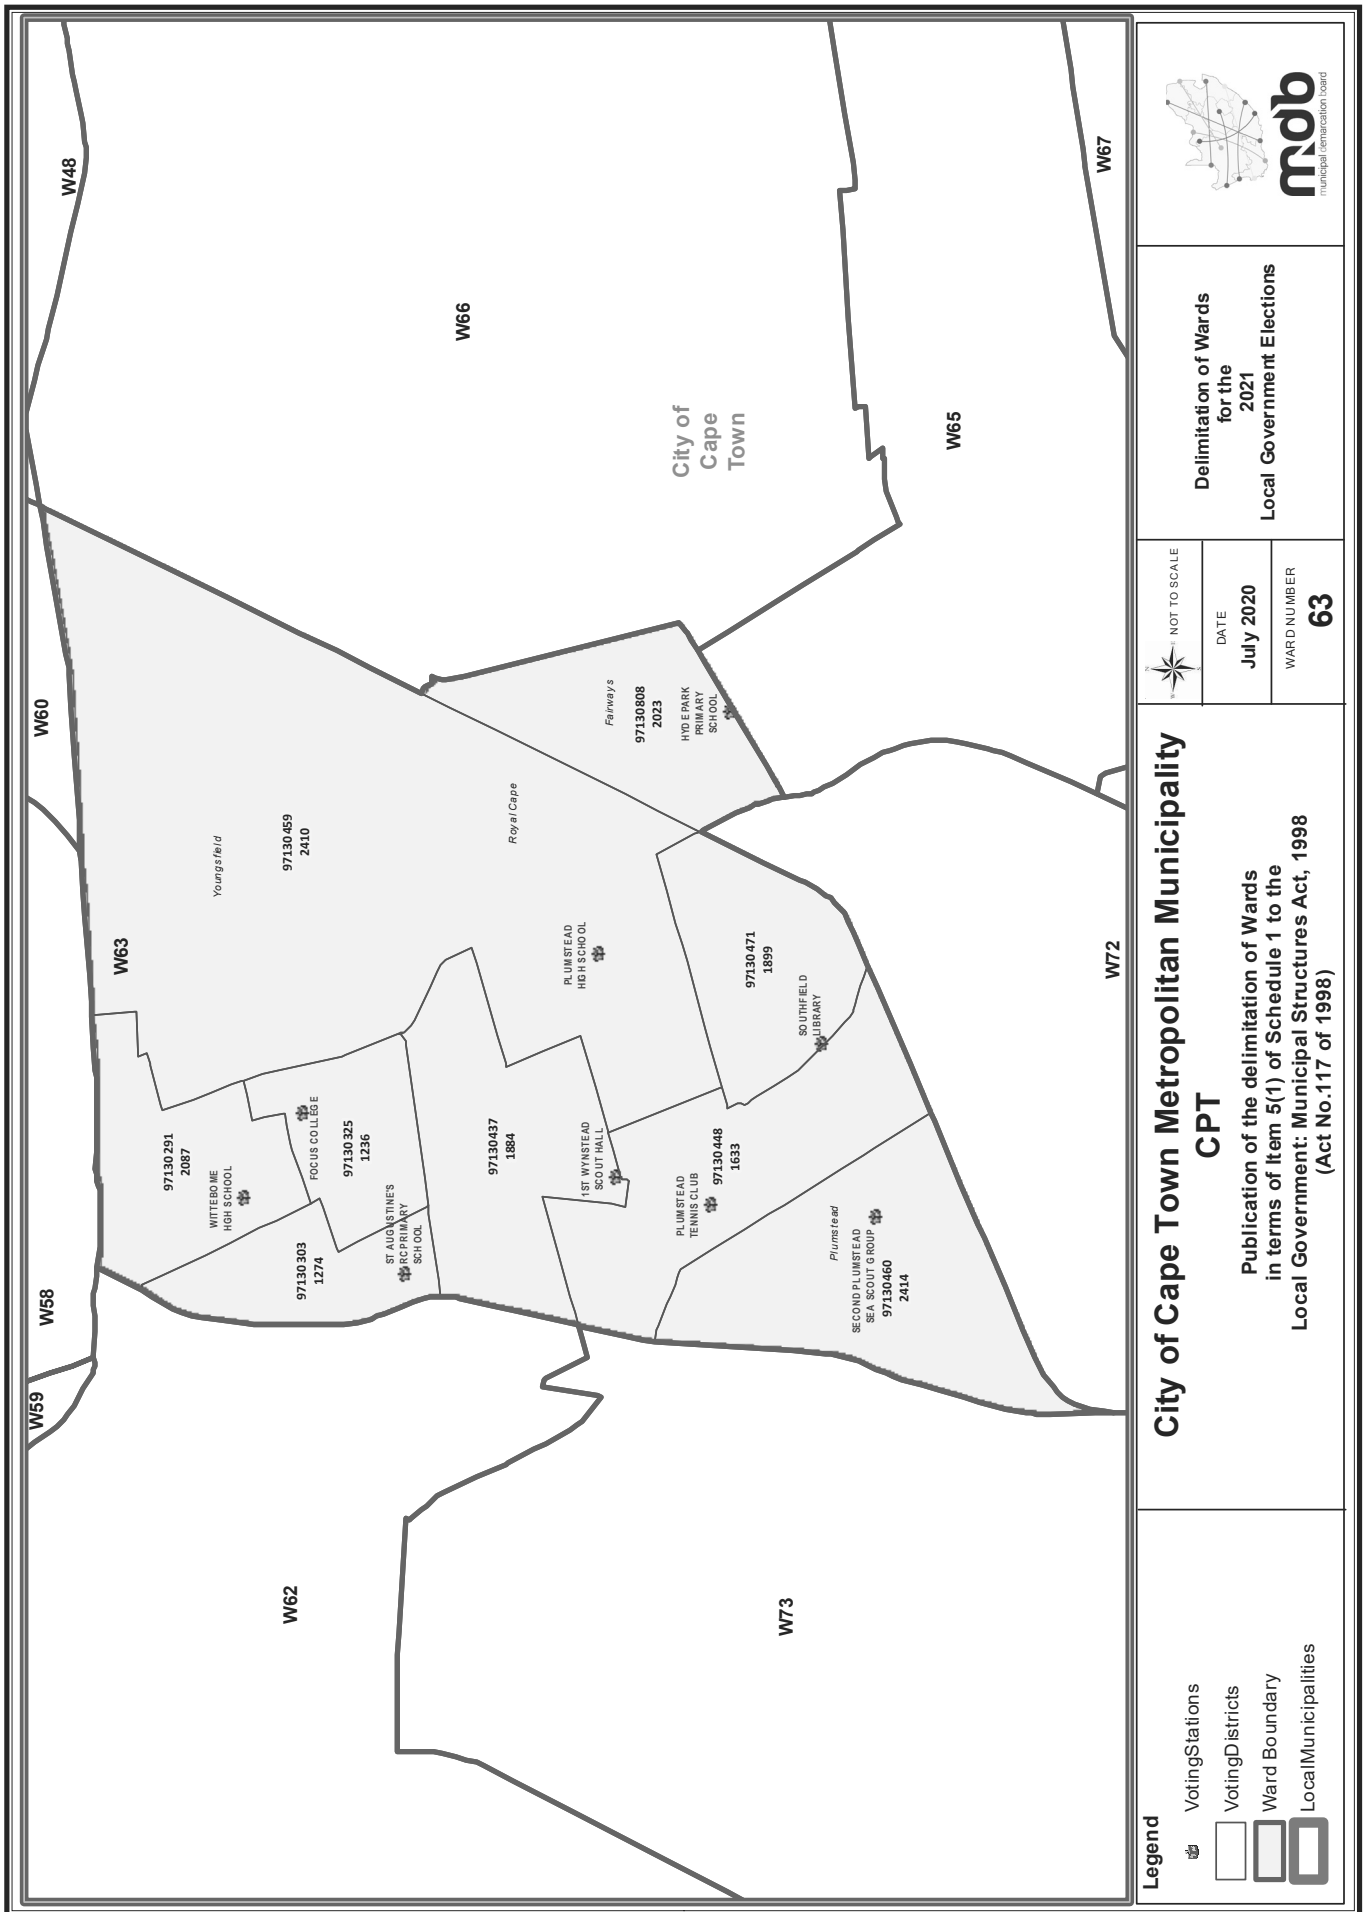 W59
W58
W60
W48
W63
W62
W66
W73
W65
W72
W67
City of
Cape
Town
97130291
2087
WITTEBOME
HGH SCHOOL
97130303
1274
FOCUS COLLEGE
97130325
1236
ST AUGUSTINE'S
RC PRIMARY
SCHOOL
Youngsfield
97130459
2410
97130437
1884
Royal Cape
PLUMSTEAD
HIGH SCHOOL
1ST WYNSTEAD
SCOUT HALL
Fairways
97130808
2023
HYDE PARK
PRIMARY
SCHOOL
PLUMSTEAD
TENNIS CLUB
97130448
1633
97130471
1899
SOUTHFIELD
LIBRARY
Plumstead
SECOND PLUMSTEAD
SEA SCOUT GROUP
97130460
2414
Legend
VotingStations
VotingDistricts
Ward Boundary
LocalMunicipalities
City of Cape Town Metropolitan Municipality
CPT
Publication of the delimitation of Wards
in terms of Item 5(1) of Schedule 1 to the
Local Government: Municipal Structures Act, 1998
(Act No.117 of 1998)
N
E
S
W
NOT TO SCALE
DATE
July 2020
WARD NUMBER
63
Delimitation of Wards
for the
2021
Local Government Elections
mdb
municipal demarcation board